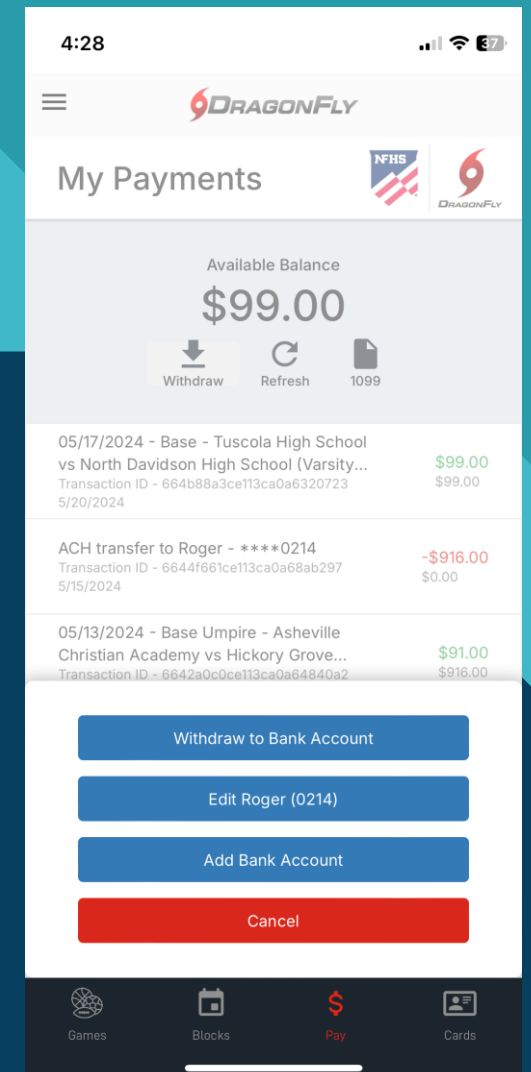 4:28
37
DRAGONFLY
My Payments
NFHS
DRAGONFLY
Available Balance
$99.00
Withdraw
Refresh
1099
05/17/2024 - Base - Tuscola High School
vs North Davidson High School (Varsity...
$99.00
Transaction ID - 664b88a3ce113ca0a6320723
$99.00
5/20/2024
ACH transfer to Roger - ****0214
-$916.00
Transaction ID - 6644f661ce113ca0a68ab297
$0.00
5/15/2024
05/13/2024 - Base Umpire - Asheville
Christian Academy vs Hickory Grove...
$91.00
Transaction ID - 6642a0c0ce113ca0a64840a2
$916.00
Withdraw to Bank Account
Edit Roger (0214)
Add Bank Account
Cancel
Games
Blocks
Pay
Cards